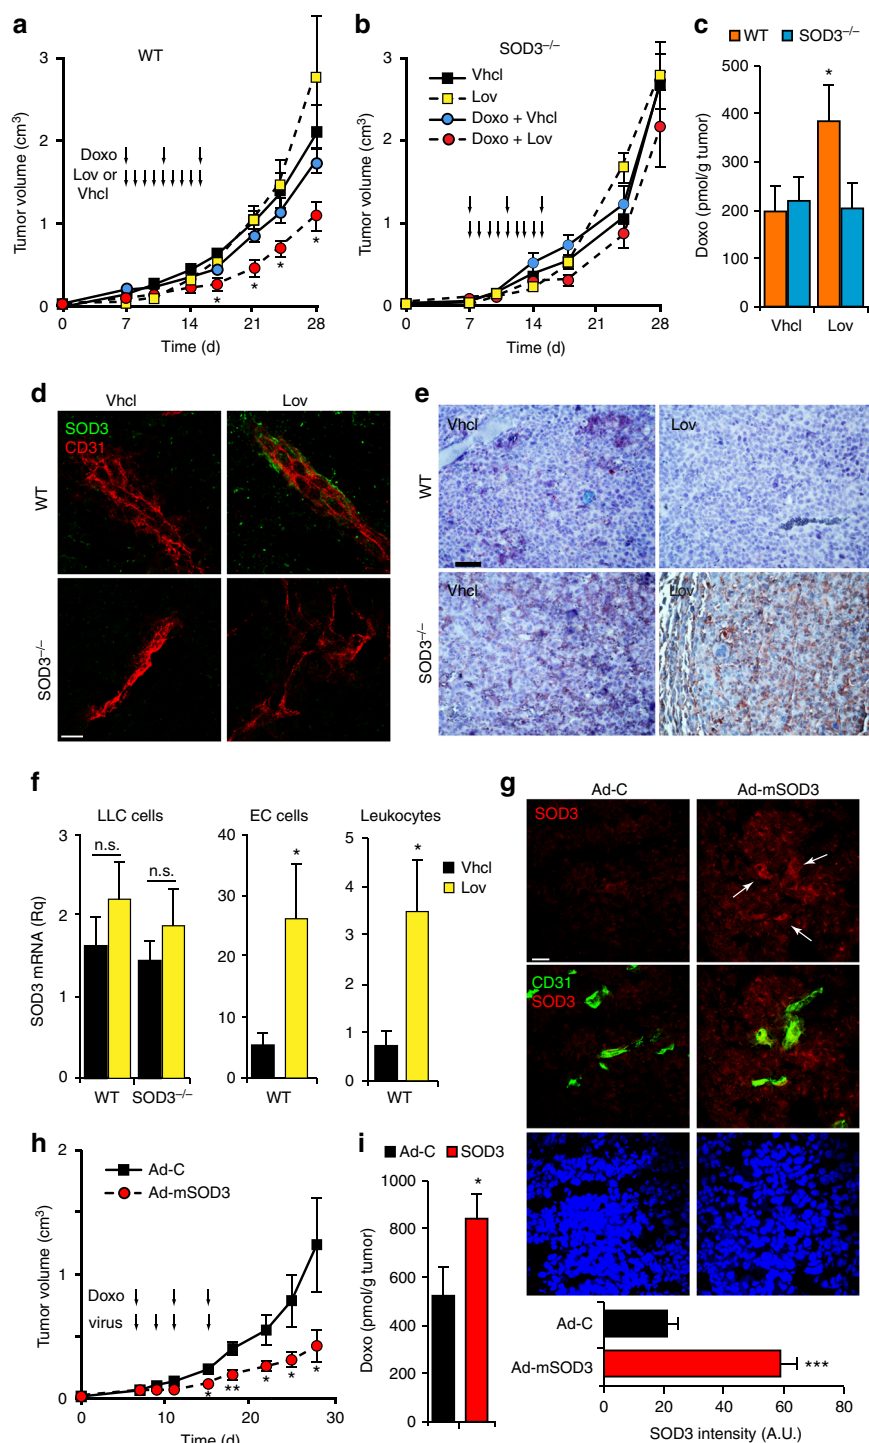 a
WT
Tumor volume (cm³)
3
2
1
0
Doxo
Lov or
Vhcl
*
*
*
*
0 7 14 21 28
Time (d)
b
SOD3⁻/⁻
Tumor volume (cm³)
3
2
1
0
Vhcl
Lov
Doxo + Vhcl
Doxo + Lov
0 7 14 21 28
Time (d)
c
WT SOD3⁻/⁻
Doxo (pmol/g tumor)
500
400
300
200
100
0
*
Vhcl Lov
d
Vhcl Lov
SOD3
CD31
WT
SOD3⁻/⁻
e
Vhcl Lov
WT
Vhcl Lov
SOD3⁻/⁻
f
LLC cells
SOD3 mRNA (Rq)
3
2
1
0
n.s.
n.s.
WT SOD3⁻/⁻
EC cells
40
30
20
10
0
*
WT
Leukocytes
5
4
3
2
1
0
*
WT
Vhcl
Lov
g
Ad-C Ad-mSOD3
SOD3
CD31
SOD3
Ad-C
Ad-mSOD3
***
0 20 40 60 80
SOD3 intensity (A.U.)
h
Tumor volume (cm³)
2
1
0
Ad-C
Ad-mSOD3
Doxo
virus
* ** * * *
0 10 20 30
Time (d)
i
Ad-C SOD3
Doxo (pmol/g tumor)
1000
800
600
400
200
0
*